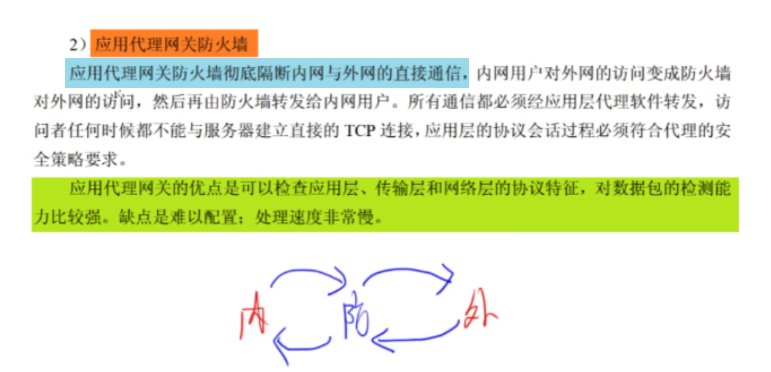 2）应用代理网关防火墙
应用代理网关防火墙彻底隔断内网与外网的直接通信，内网用户对外网的访问变成防火墙
对外网的访问，然后再由防火墙转发给内网用户。所有通信都必须经应用层代理软件转发，访
问者任何时候都不能与服务器建立直接的 TCP 连接，应用层的协议会话过程必须符合代理的安
全策略要求。
应用代理网关的优点是可以检查应用层、传输层和网络层的协议特征，对数据包的检测能
力比较强。缺点是难以配置；处理速度非常慢。
内 防 外